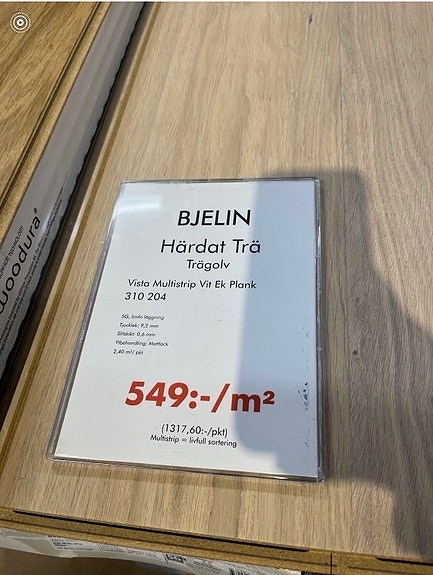 woodura®
BJELIN
Härdat Trä
Trägolv
Vista Multistrip Vit Ek Plank
310 204
5G, limfri läggning
Tjocklek: 9,2 mm
Slitskikt: 0,6 mm
Ytbehandling: Mattlack
2,40 m²/ pkt
549:-/m²
(1317,60:-/pkt)
Multistrip = livfull sortering